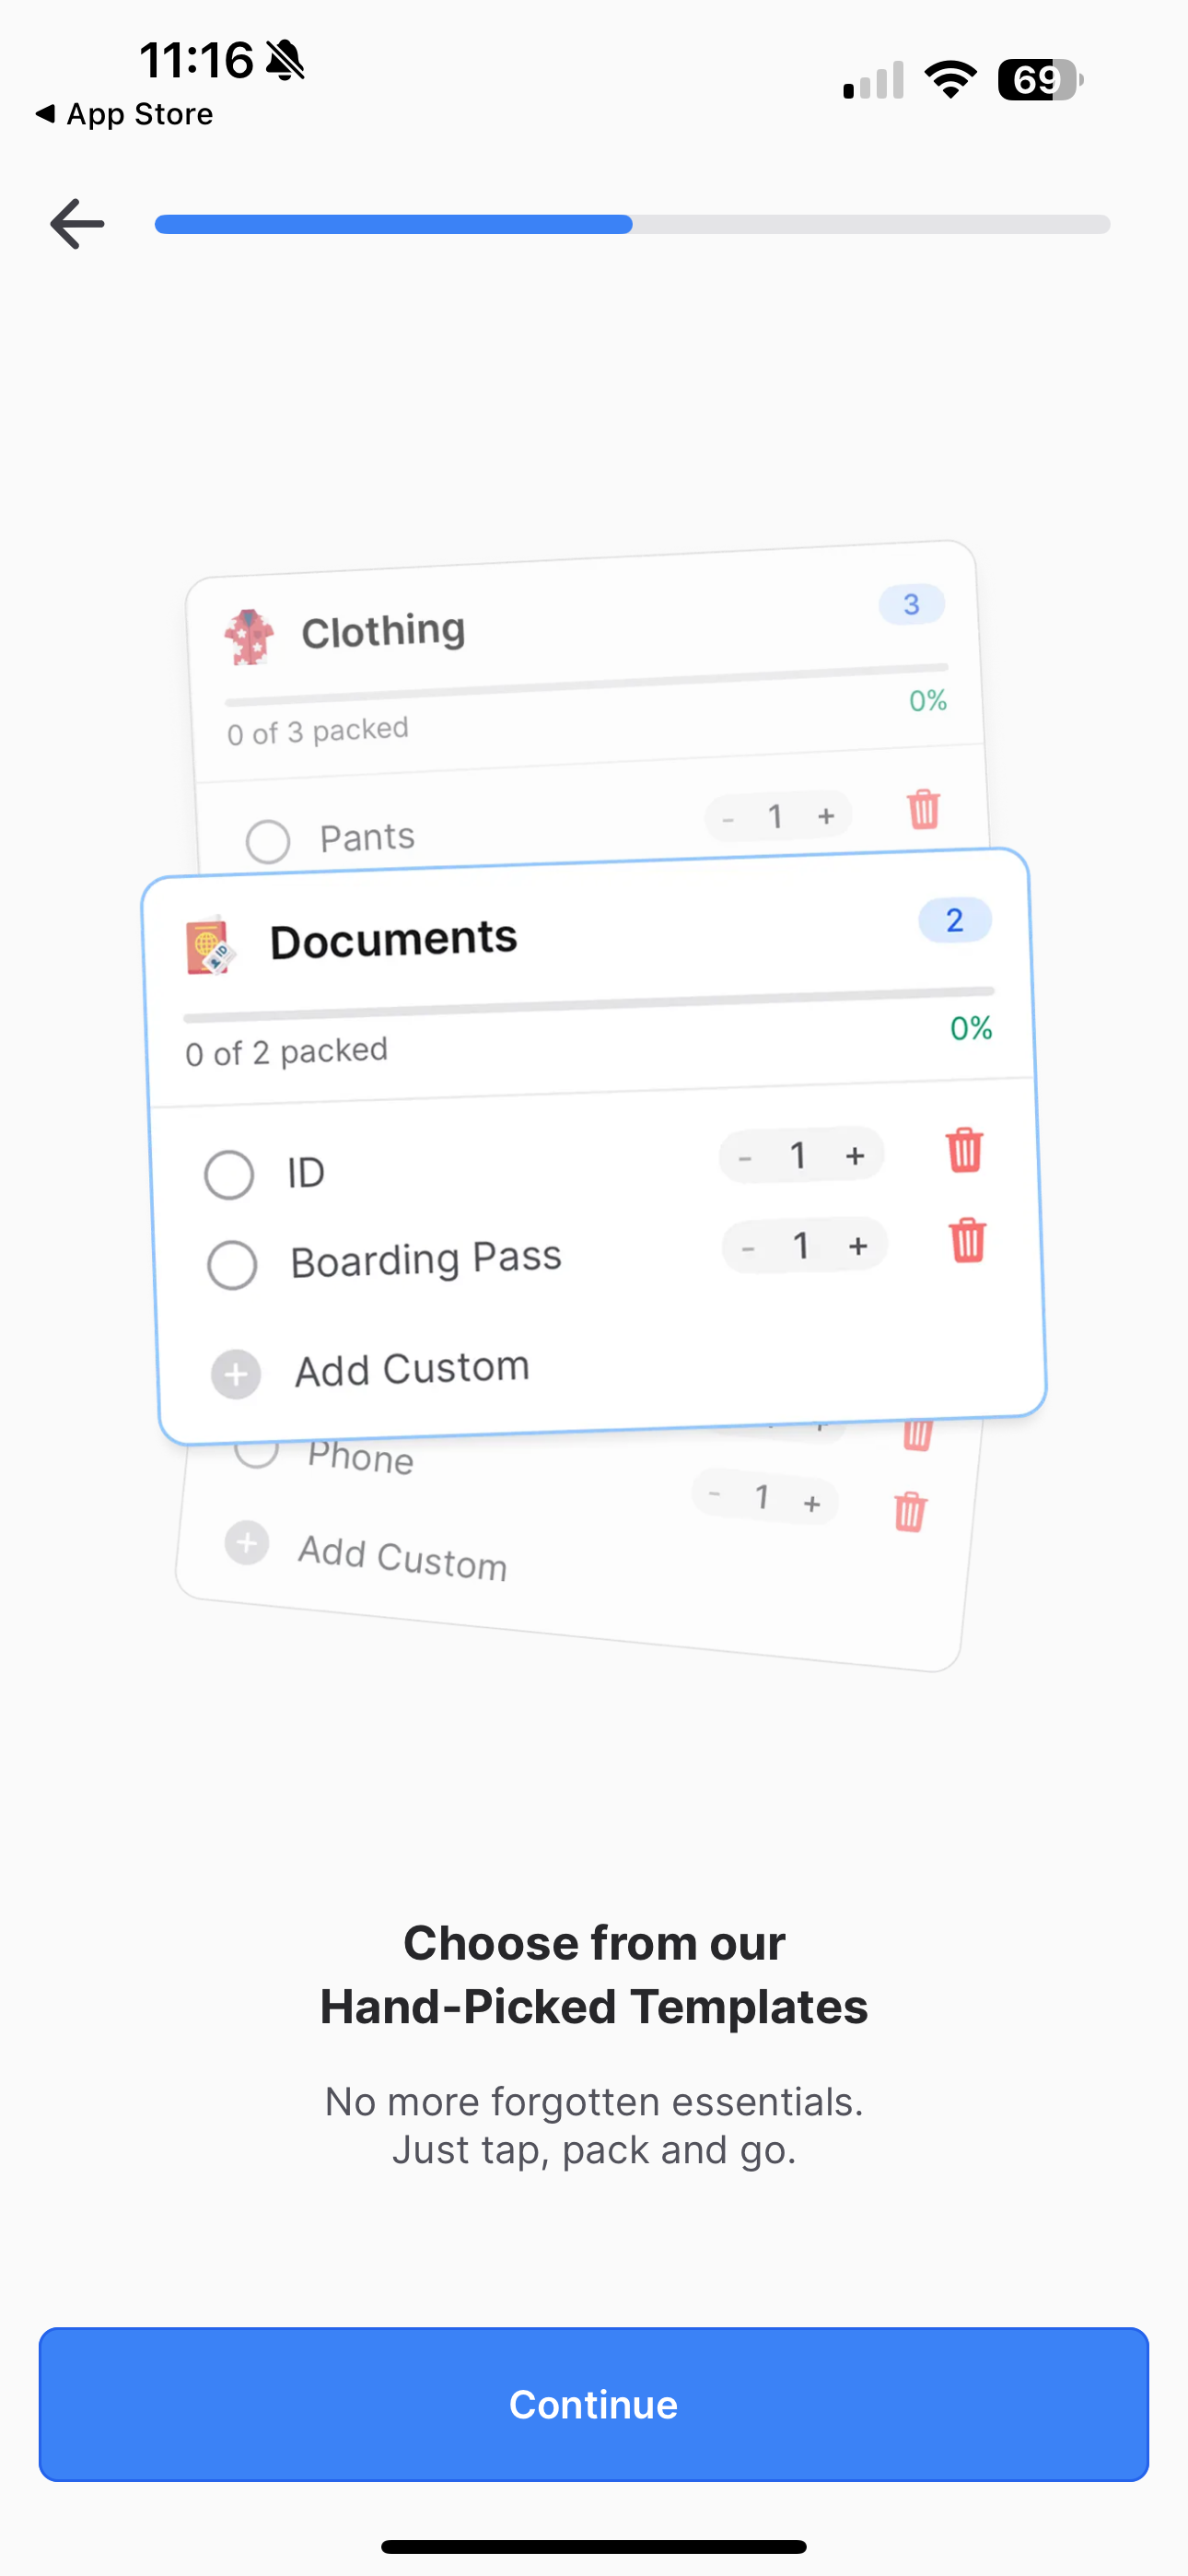 11:16
69
App Store
Clothing
3
0 of 3 packed
0%
Pants
- 1 +
Documents
2
0 of 2 packed
0%
ID
- 1 +
Boarding Pass
- 1 +
Add Custom
Phone
- 1 +
Add Custom
Choose from our
Hand-Picked Templates
No more forgotten essentials.
Just tap, pack and go.
Continue